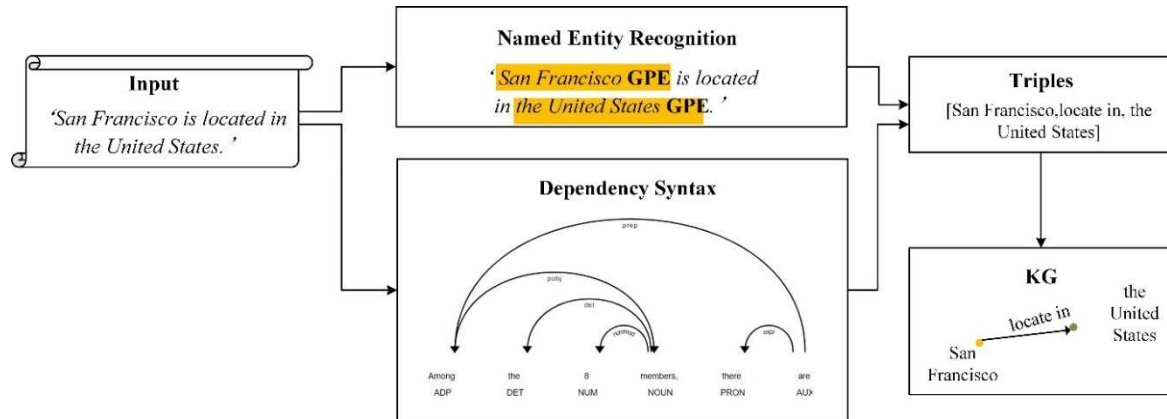 Input
‘San Francisco is located in
the United States.’
Named Entity Recognition
‘San Francisco GPE is located
in the United States GPE.’
Dependency Syntax
prep
pobj
det
nummod
expl
Among the 8 members, there are
ADP DET NUM NOUN PRON AUX
Triples
[San Francisco,locate in, the
United States]
KG
the
United
States
locate in
San
Francisco